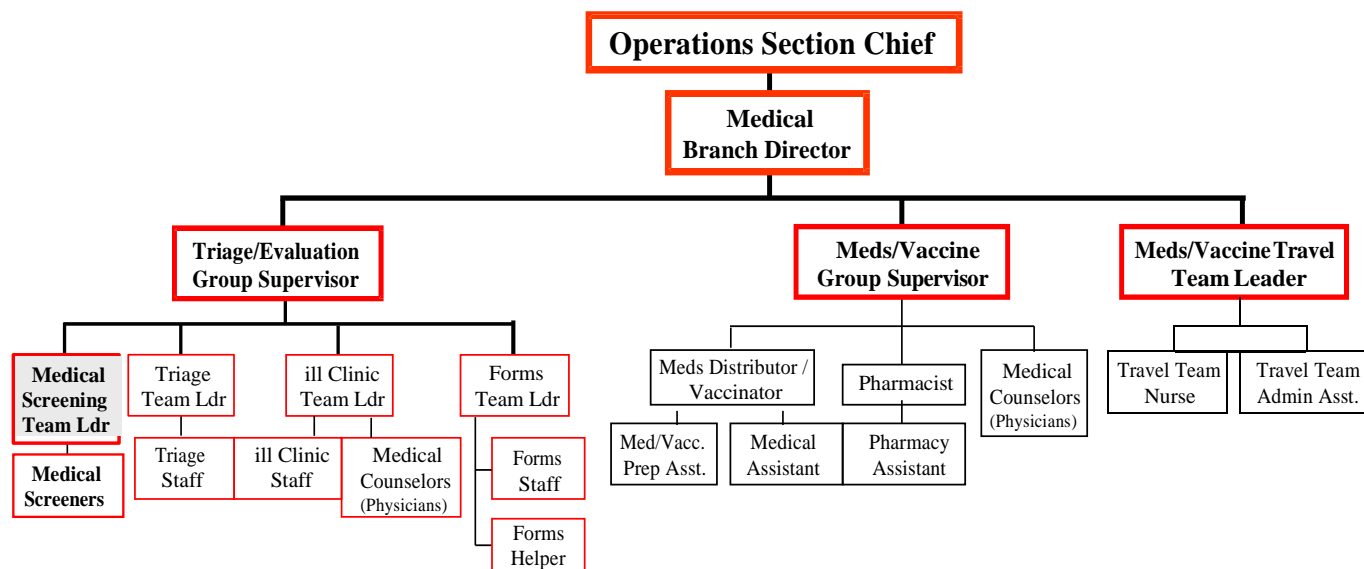 Operations Section Chief
Medical
Branch Director
Triage/Evaluation
Group Supervisor
Meds/Vaccine
Group Supervisor
Meds/Vaccine Travel
Team Leader
Medical
Screening
Team Ldr
Triage
Team Ldr
ill Clinic
Team Ldr
Forms
Team Ldr
Meds Distributor /
Vaccinator
Pharmacist
Medical
Counselors
(Physicians)
Travel Team
Nurse
Travel Team
Admin Asst.
Medical
Screeners
Triage
Staff
ill Clinic
Staff
Medical
Counselors
(Physicians)
Forms
Staff
Forms
Helper
Med/Vacc.
Prep Asst.
Medical
Assistant
Pharmacy
Assistant